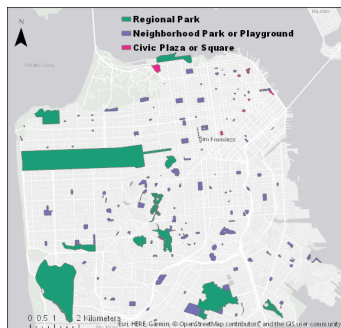 N
Regional Park
Neighborhood Park or Playground
Civic Plaza or Square
San Francisco
0 0.5 1 2 Kilometers
Esri, HERE, Garmin, © OpenStreetMap contributors, and the GIS user community